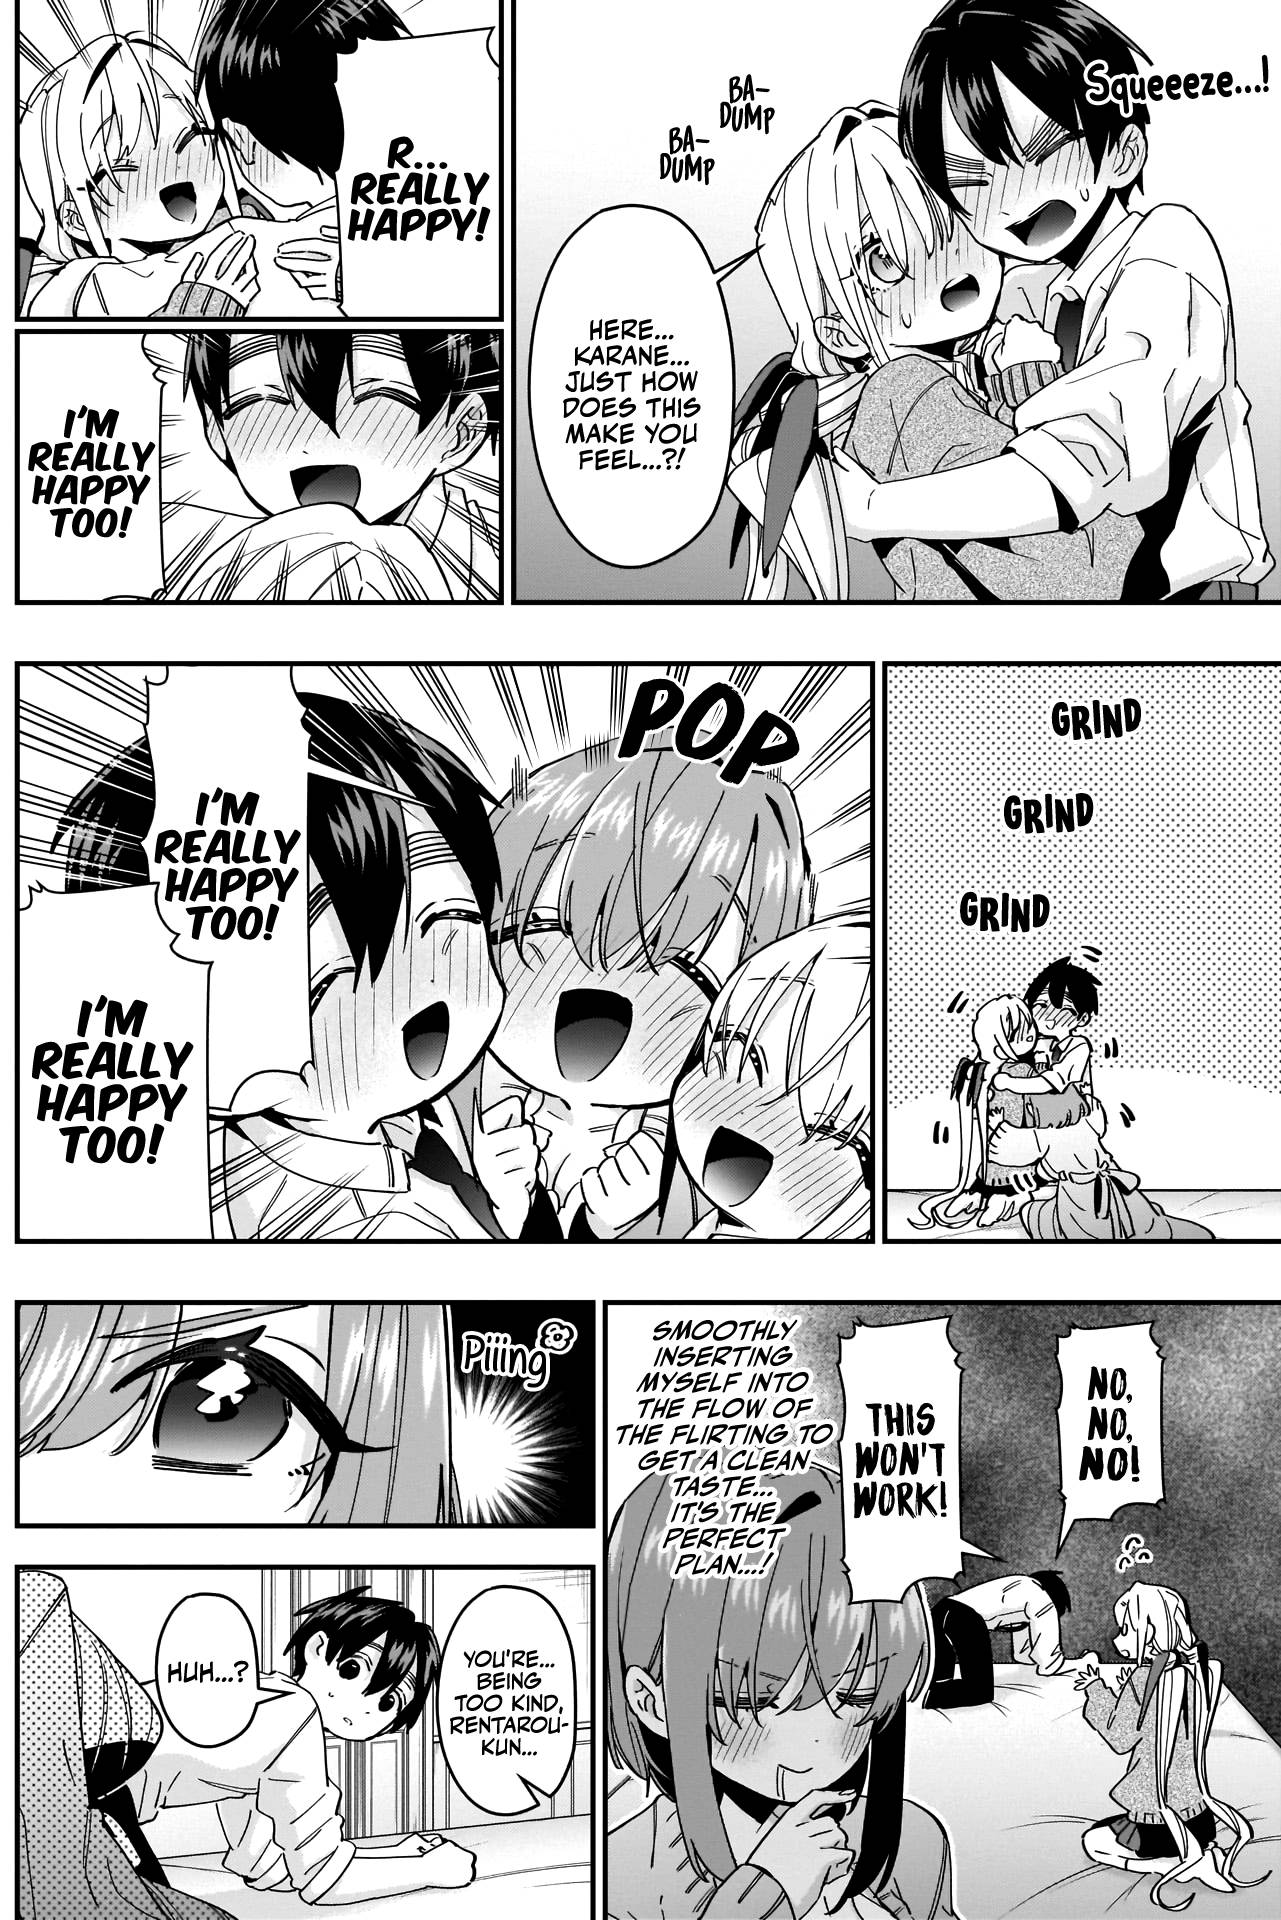 Squeeeze...!
BA-
DUMP
BA-
DUMP
HERE...
KARANE...
JUST HOW
DOES THIS
MAKE YOU
FEEL...?!
R...
REALLY
HAPPY!
I'M
REALLY
HAPPY
TOO!
GRIND
GRIND
GRIND
POP
I'M
REALLY
HAPPY
TOO!
I'M
REALLY
HAPPY
TOO!
NO,
NO,
NO!
THIS
WON'T
WORK!
SMOOTHLY
INSERTING
MYSELF INTO
THE FLOW OF
THE FLIRTING TO
GET A CLEAN
TASTE...
IT'S THE
PERFECT
PLAN...!
Piiing
YOU'RE...
BEING
TOO KIND,
RENTAROU-
KUN...
HUH...?